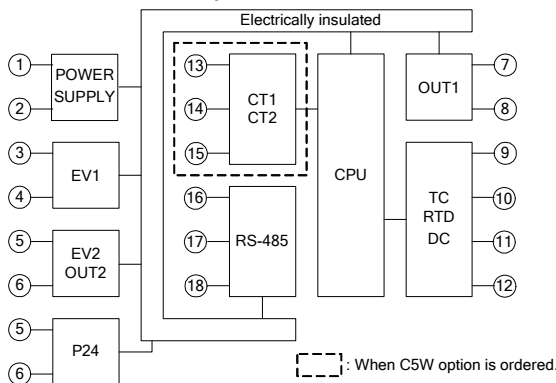 Electrically insulated
1
2
POWER
SUPPLY
3
4
EV1
5
6
EV2
OUT2
5
6
P24
13
14
15
CT1
CT2
16
17
18
RS-485
CPU
OUT1
7
8
TC
RTD
DC
9
10
11
12
: When C5W option is ordered.